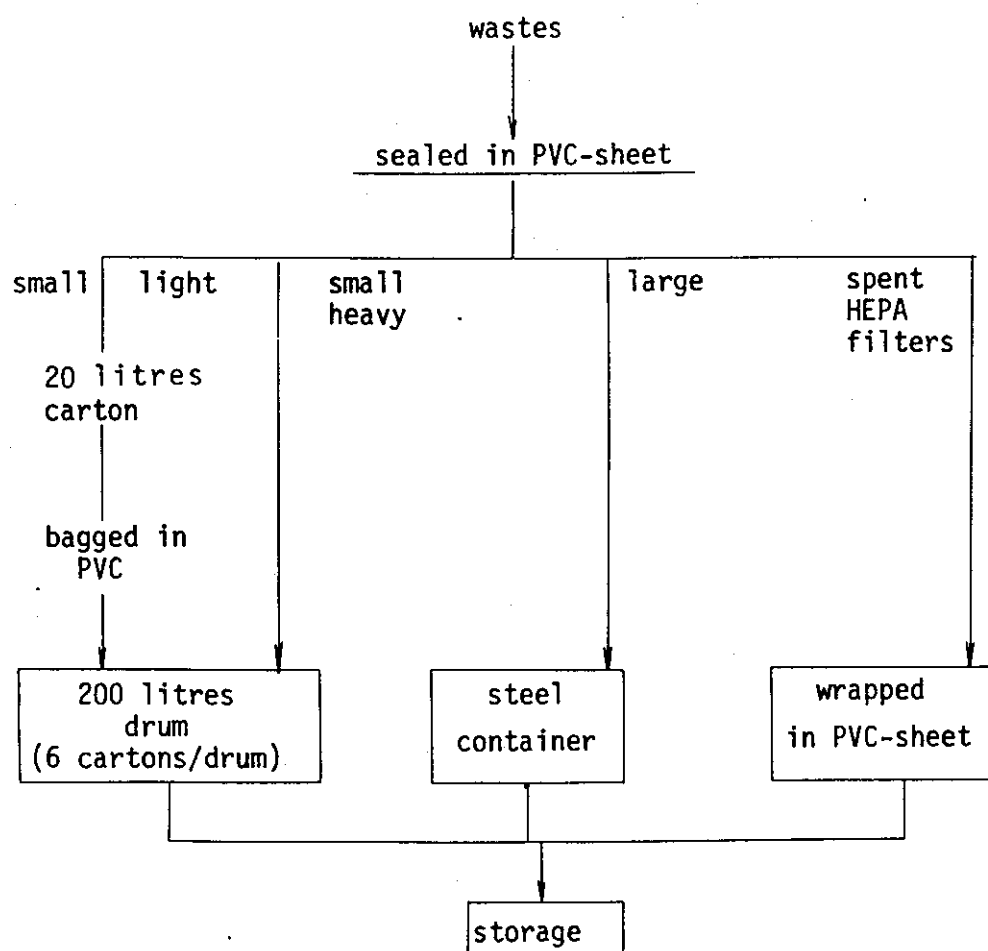 wastes
sealed in PVC-sheet
small light
small
heavy
large
spent
HEPA
filters
20 litres
carton
bagged in
PVC
200 litres
drum
(6 cartons/drum)
steel
container
wrapped
in PVC-sheet
storage